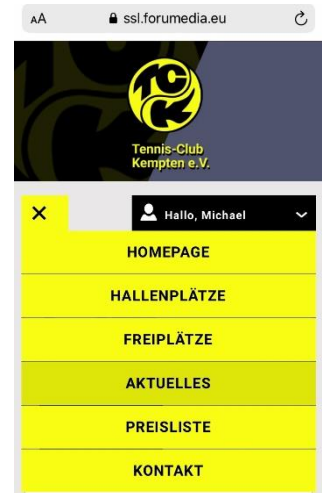 AA ssl.forumedia.eu
TCK
Tennis-Club
Kempten e.V.
Hallo, Michael
HOMEPAGE
HALLENPLÄTZE
FREIPLÄTZE
AKTUELLES
PREISLISTE
KONTAKT